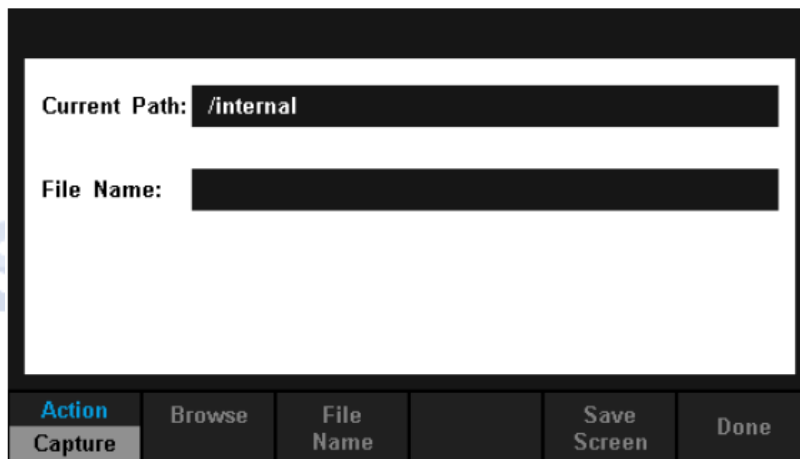 Current Path: /internal
File Name:
Action
Capture
Browse
File
Name
Save
Screen
Done